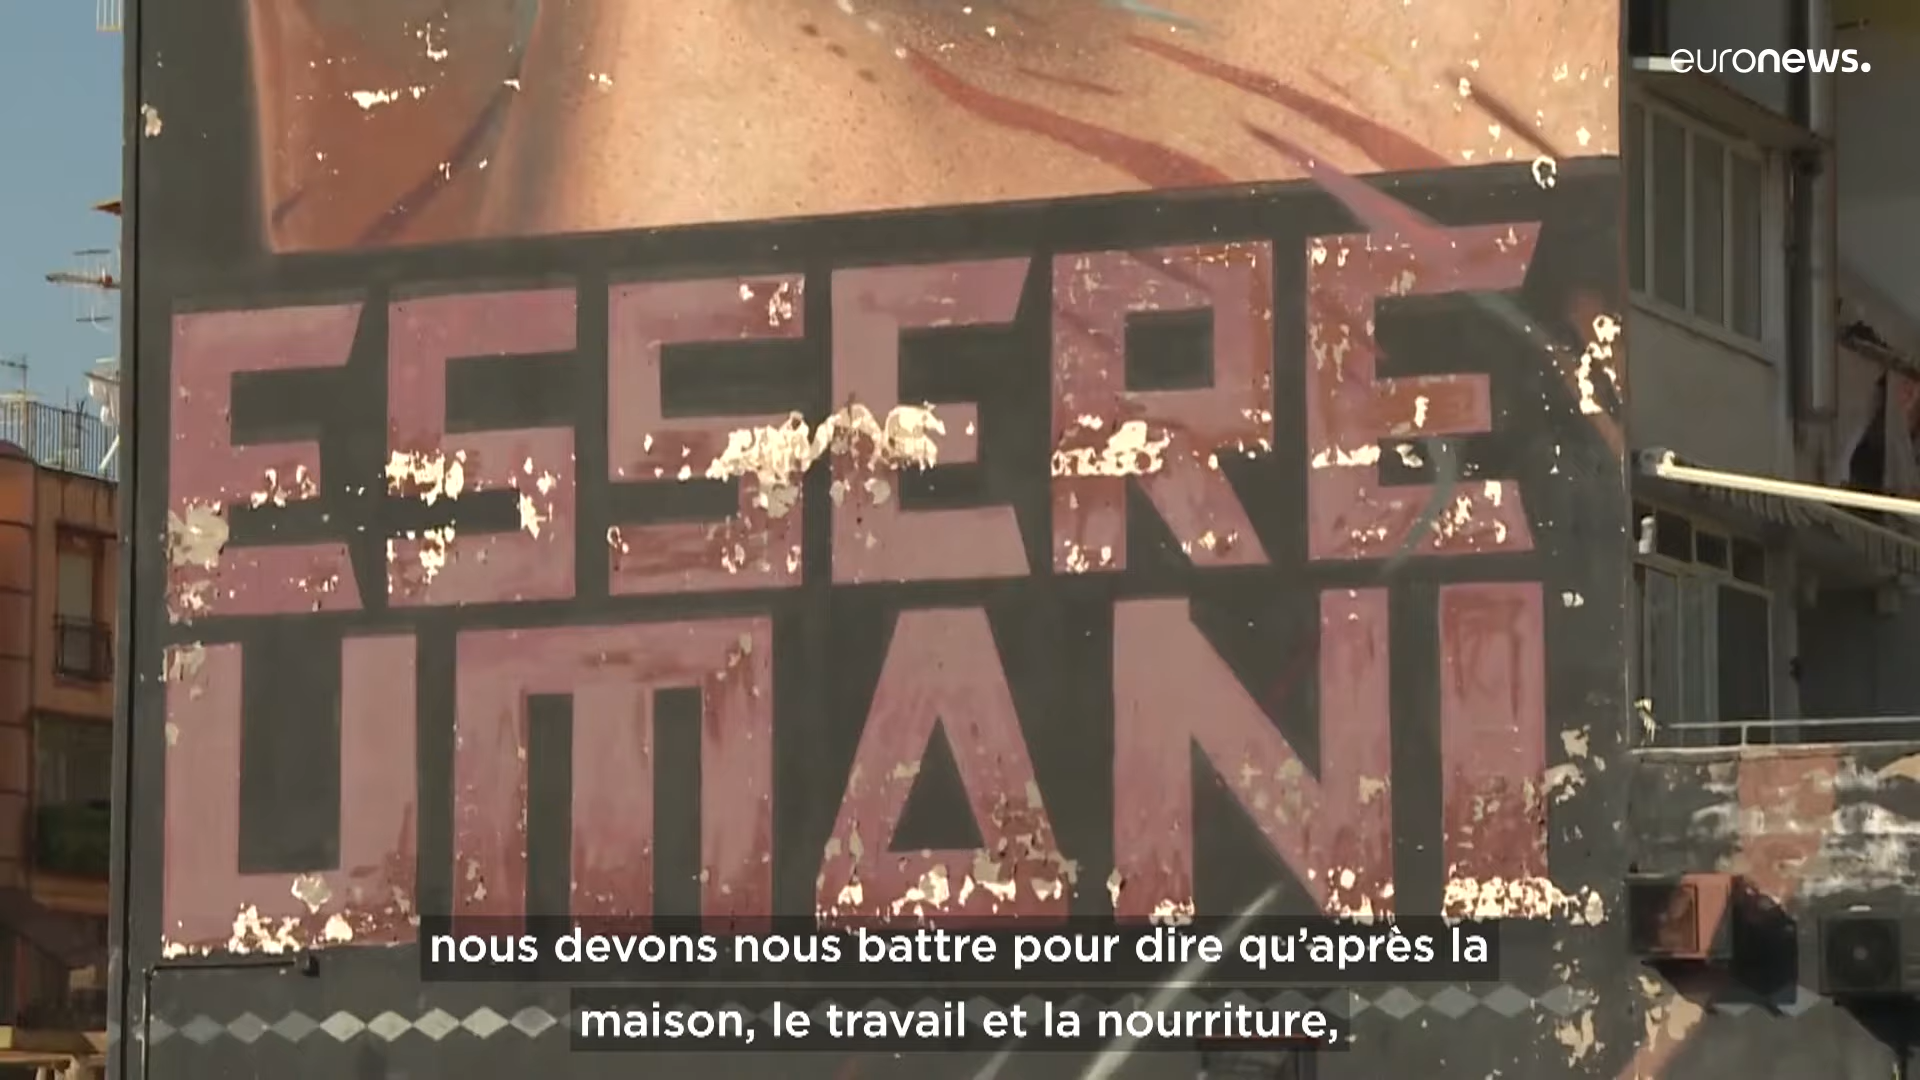 euronews.
ESSERE
UMANI
nous devons nous battre pour dire qu’après la
maison, le travail et la nourriture,